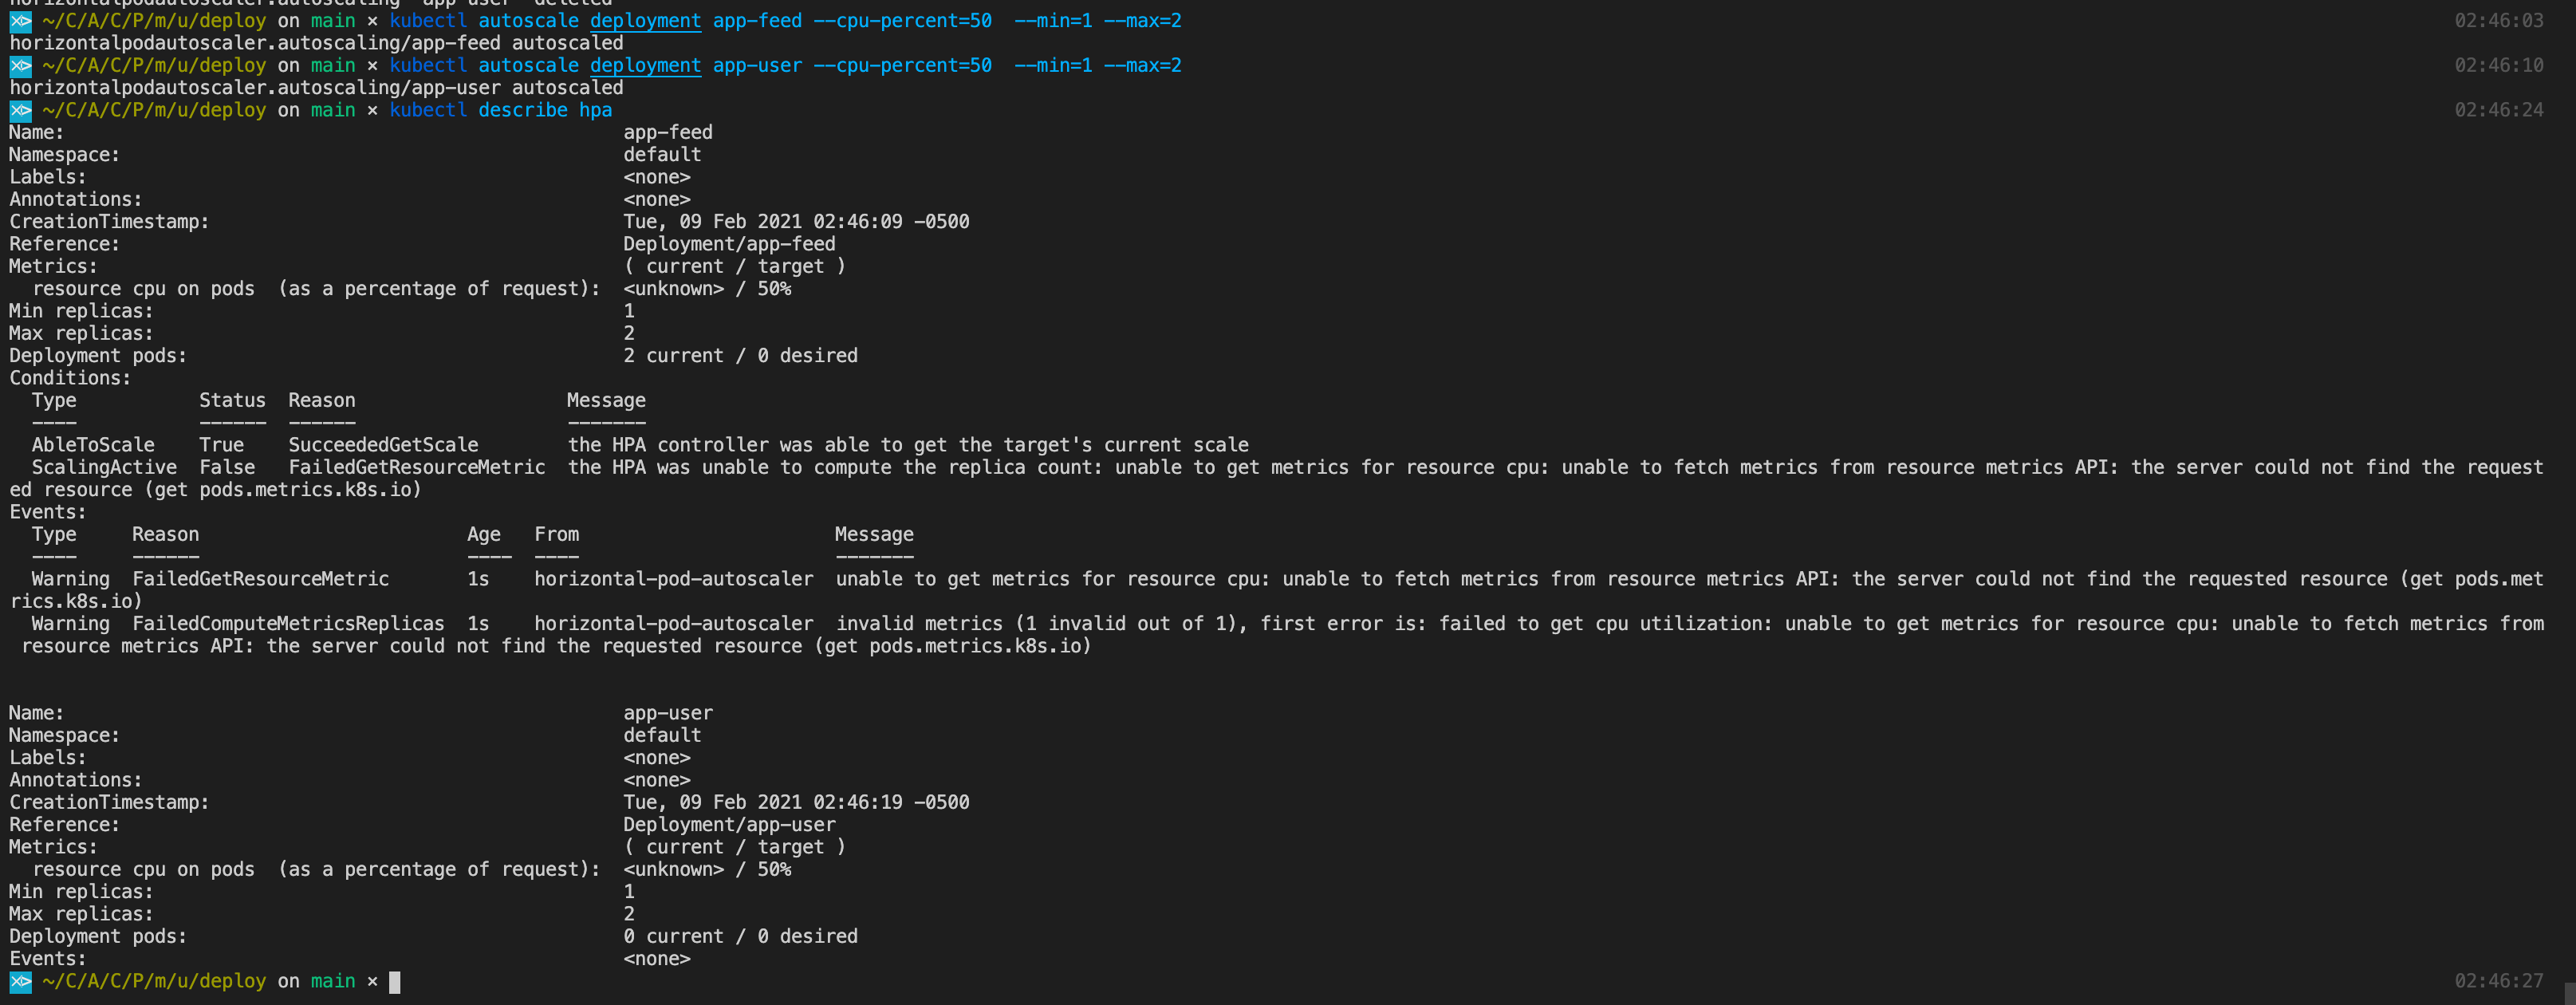 horizontalpodautoscaler.autoscaling "app-user" deleted
~/C/A/C/P/m/u/deploy on main × kubectl autoscale deployment app-feed --cpu-percent=50  --min=1 --max=2 02:46:03
horizontalpodautoscaler.autoscaling/app-feed autoscaled
~/C/A/C/P/m/u/deploy on main × kubectl autoscale deployment app-user --cpu-percent=50  --min=1 --max=2 02:46:10
horizontalpodautoscaler.autoscaling/app-user autoscaled
~/C/A/C/P/m/u/deploy on main × kubectl describe hpa 02:46:24
Name: app-feed
Namespace: default
Labels: <none>
Annotations: <none>
CreationTimestamp: Tue, 09 Feb 2021 02:46:09 -0500
Reference: Deployment/app-feed
Metrics: ( current / target )
resource cpu on pods  (as a percentage of request): <unknown> / 50%
Min replicas: 1
Max replicas: 2
Deployment pods: 2 current / 0 desired
Conditions:
Type Status Reason Message
---- ------ ------ -------
AbleToScale True SucceededGetScale the HPA controller was able to get the target's current scale
ScalingActive False FailedGetResourceMetric the HPA was unable to compute the replica count: unable to get metrics for resource cpu: unable to fetch metrics from resource metrics API: the server could not find the request
ed resource (get pods.metrics.k8s.io)
Events:
Type Reason Age From Message
---- ------ ---- ---- -------
Warning FailedGetResourceMetric 1s horizontal-pod-autoscaler unable to get metrics for resource cpu: unable to fetch metrics from resource metrics API: the server could not find the requested resource (get pods.met
rics.k8s.io)
Warning FailedComputeMetricsReplicas 1s horizontal-pod-autoscaler invalid metrics (1 invalid out of 1), first error is: failed to get cpu utilization: unable to get metrics for resource cpu: unable to fetch metrics from
resource metrics API: the server could not find the requested resource (get pods.metrics.k8s.io)
Name: app-user
Namespace: default
Labels: <none>
Annotations: <none>
CreationTimestamp: Tue, 09 Feb 2021 02:46:19 -0500
Reference: Deployment/app-user
Metrics: ( current / target )
resource cpu on pods  (as a percentage of request): <unknown> / 50%
Min replicas: 1
Max replicas: 2
Deployment pods: 0 current / 0 desired
Events: <none>
~/C/A/C/P/m/u/deploy on main × 02:46:27